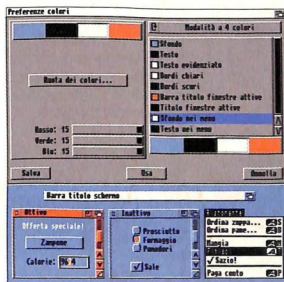 Preferenze colori
Modalità a 4 colori
Ruota dei colori...
Rosso: 15
Verde: 15
Blu: 15
Sfondo
Testo
Testo evidenziato
Bordi chiari
Bordi scuri
Barra titolo finestre attive
Titolo finestre attive
Sfondo nei menu
Testo nei menu
Salva
Usa
Annulla
Barra titolo schermo
Attivo
Offerta speciale!
Zampone
Calorie: 964
Inattivo
Prosciutto
Formaggio
Pomodori
Sale
Ristorante
Ordina zuppa... S
Ordina pane... B
Mangia M
Sazio!
Paga conto P